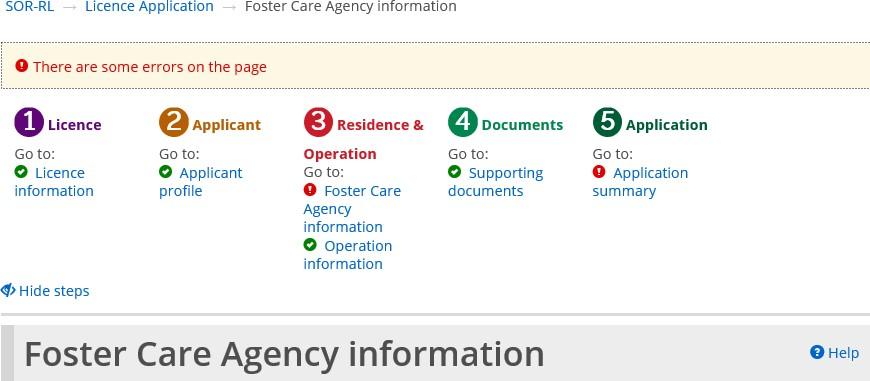 SOR-RL → Licence Application → Foster Care Agency information
There are some errors on the page
1 Licence
Go to:
Licence
information
2 Applicant
Go to:
Applicant
profile
3 Residence &
Operation
Go to:
Foster Care
Agency
information
Operation
information
4 Documents
Go to:
Supporting
documents
5 Application
Go to:
Application
summary
Hide steps
Foster Care Agency information
Help